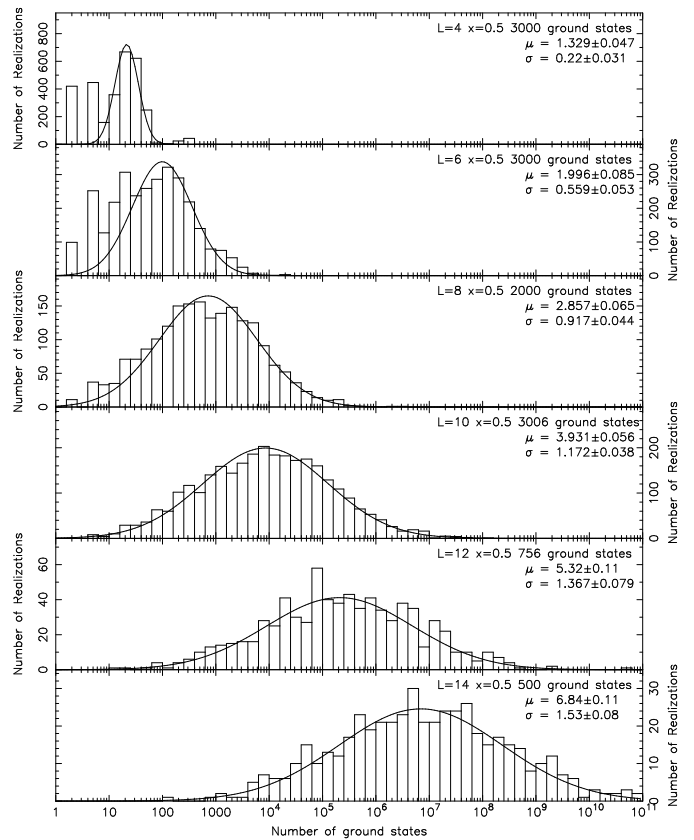 L=4 x=0.5 3000 ground states
μ = 1.329±0.047
σ = 0.22±0.031
Number of Realizations
0 200 400 600 800
L=6 x=0.5 3000 ground states
μ = 1.996±0.085
σ = 0.559±0.053
Number of Realizations
0 100 200 300
L=8 x=0.5 2000 ground states
μ = 2.857±0.065
σ = 0.917±0.044
Number of Realizations
0 50 100 150
L=10 x=0.5 3006 ground states
μ = 3.931±0.056
σ = 1.172±0.038
Number of Realizations
0 100 200
L=12 x=0.5 756 ground states
μ = 5.32±0.11
σ = 1.367±0.079
Number of Realizations
0 20 40 60
L=14 x=0.5 500 ground states
μ = 6.84±0.11
σ = 1.53±0.08
Number of Realizations
0 10 20 30
1 10 100 1000 10⁴ 10⁵ 10⁶ 10⁷ 10⁸ 10⁹ 10¹⁰ 10¹¹
Number of ground states